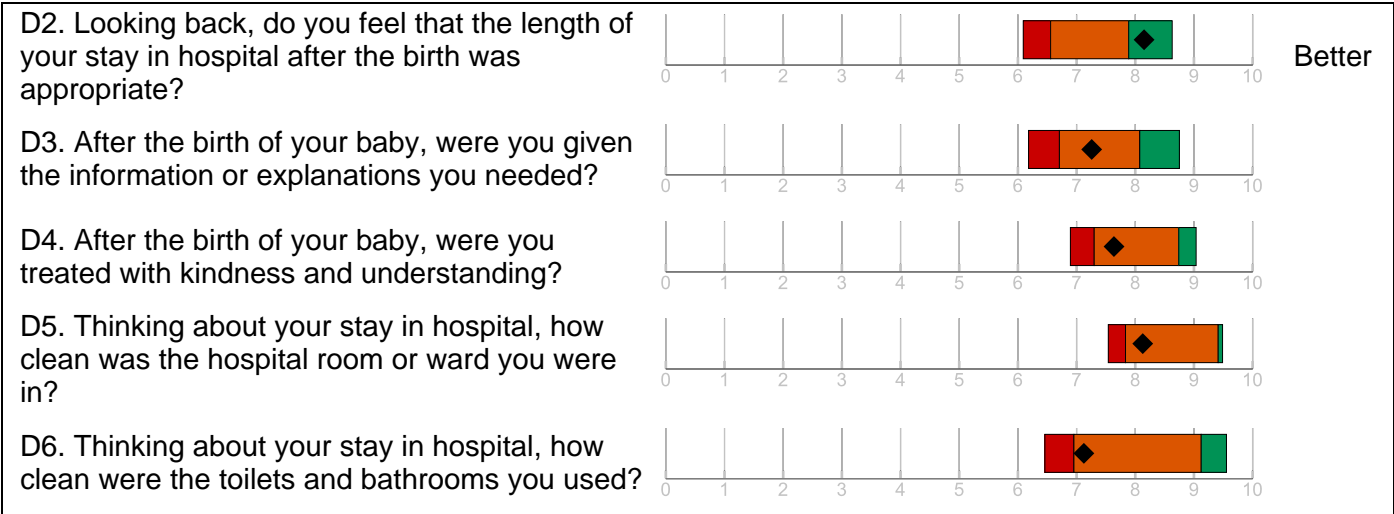 D2. Looking back, do you feel that the length of
your stay in hospital after the birth was
appropriate?
0 1 2 3 4 5 6 7 8 9 10
Better
D3. After the birth of your baby, were you given
the information or explanations you needed?
0 1 2 3 4 5 6 7 8 9 10
D4. After the birth of your baby, were you
treated with kindness and understanding?
0 1 2 3 4 5 6 7 8 9 10
D5. Thinking about your stay in hospital, how
clean was the hospital room or ward you were
in?
0 1 2 3 4 5 6 7 8 9 10
D6. Thinking about your stay in hospital, how
clean were the toilets and bathrooms you used?
0 1 2 3 4 5 6 7 8 9 10